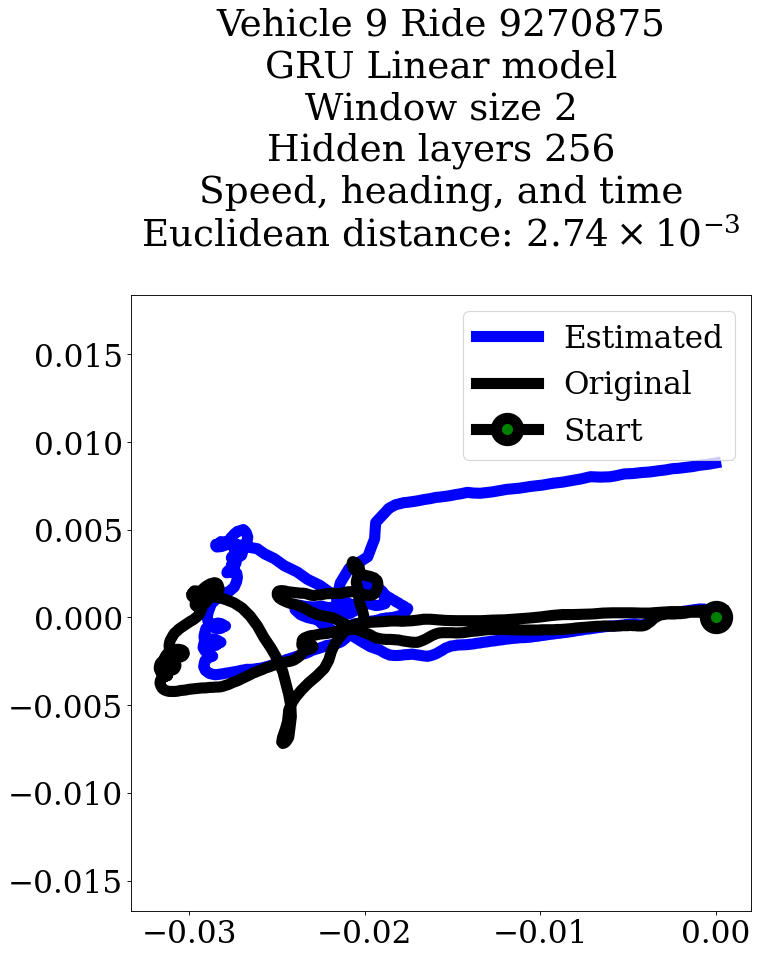 Vehicle 9 Ride 9270875
GRU Linear model
Window size 2
Hidden layers 256
Speed, heading, and time
Euclidean distance: 2.74 × 10⁻³
Estimated
Original
Start
0.015
0.010
0.005
0.000
−0.005
−0.010
−0.015
−0.03 −0.02 −0.01 0.00